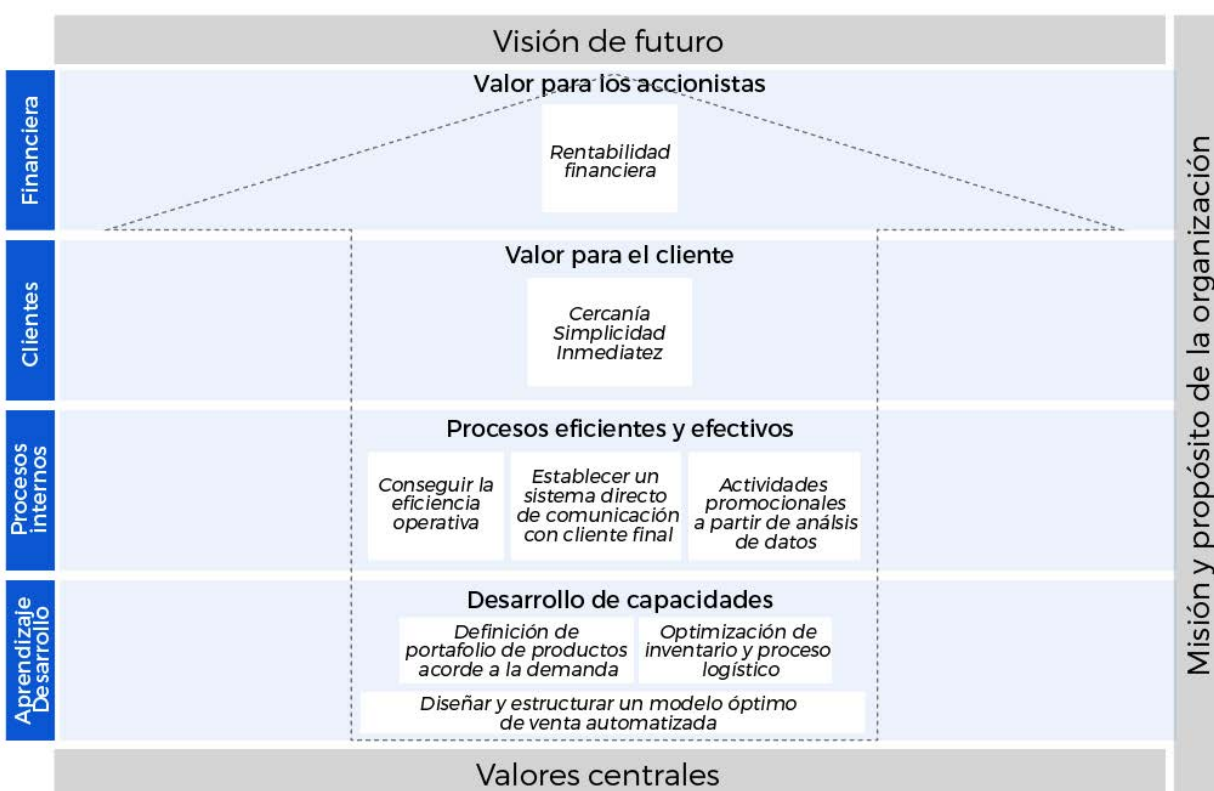 Visión de futuro
Financiera
Valor para los accionistas
Rentabilidad
financiera
Clientes
Valor para el cliente
Cercanía
Simplicidad
Inmediatez
Procesos
internos
Procesos eficientes y efectivos
Conseguir la
eficiencia
operativa
Establecer un
sistema directo
de comunicación
con cliente final
Actividades
promocionales
a partir de análsis
de datos
Aprendizaje
Desarrollo
Desarrollo de capacidades
Definición de
portafolio de productos
acorde a la demanda
Optimización de
inventario y proceso
logístico
Diseñar y estructurar un modelo óptimo
de venta automatizada
Valores centrales
Misión y propósito de la organización